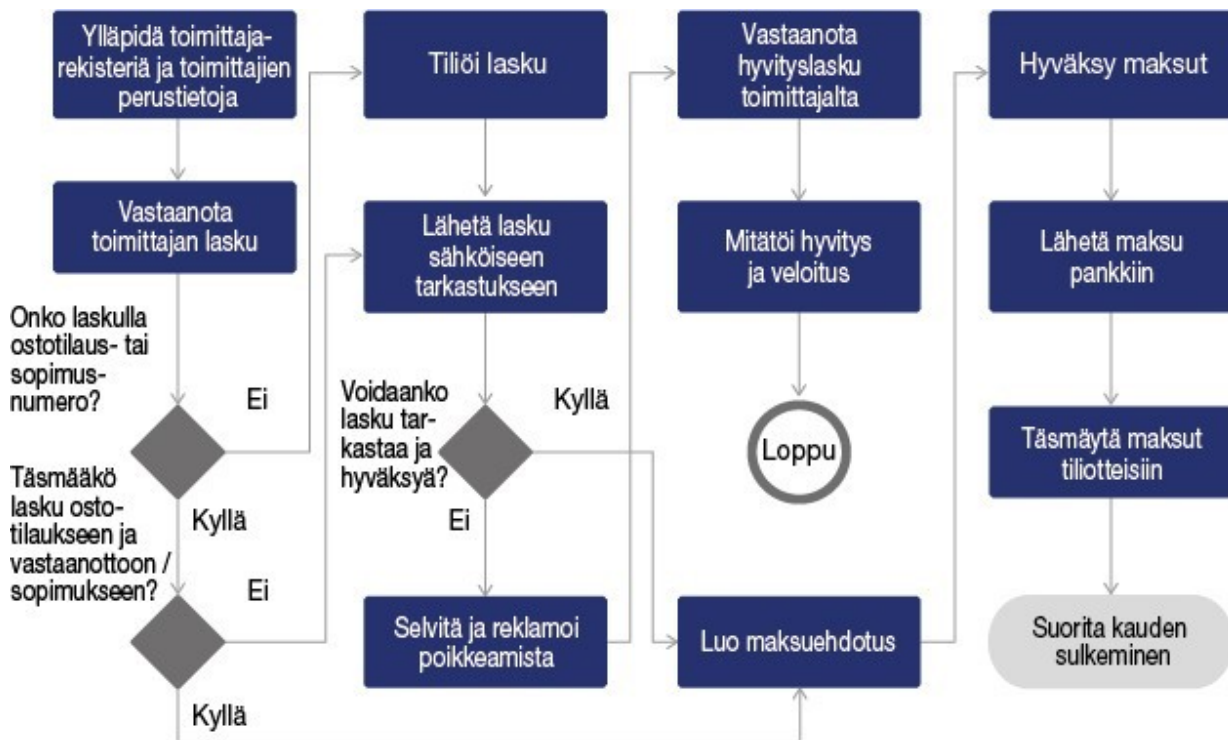 Ylläpidä toimittaja-
rekisteriä ja toimittajien
perustietoja
Vastaanota
toimittajan lasku
Onko laskulla
ostotilaus- tai
sopimus-
numero?
Ei
Kyllä
Täsmääkö
lasku osto-
tilaukseen ja
vastaanottoon /
sopimukseen?
Ei
Kyllä
Tiliöi lasku
Lähetä lasku
sähköiseen
tarkastukseen
Voidaanko
lasku tar-
kastaa ja
hyväksyä?
Kyllä
Ei
Selvitä ja reklamoi
poikkeamista
Vastaanota
hyvityslasku
toimittajalta
Mitätöi hyvitys
ja veloitus
Loppu
Luo maksuehdotus
Hyväksy maksut
Lähetä maksu
pankkiin
Täsmäytä maksut
tiliotteisiin
Suorita kauden
sulkeminen